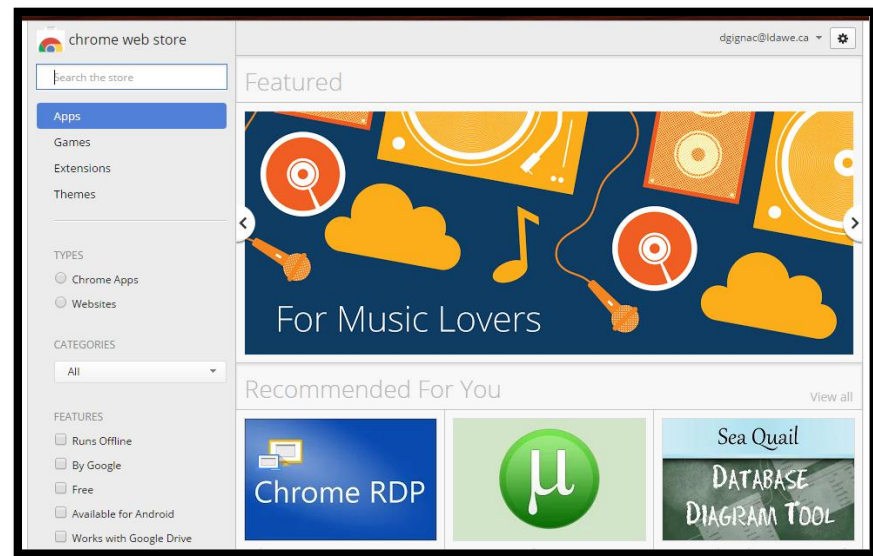 chrome web store
dgignac@ldawe.ca
Search the store
Apps
Games
Extensions
Themes
TYPES
Chrome Apps
Websites
CATEGORIES
All
FEATURES
Runs Offline
By Google
Free
Available for Android
Works with Google Drive
Featured
For Music Lovers
Recommended For You
View all
Chrome RDP
µ
Sea Quail
DATABASE
DIAGRAM TOOL